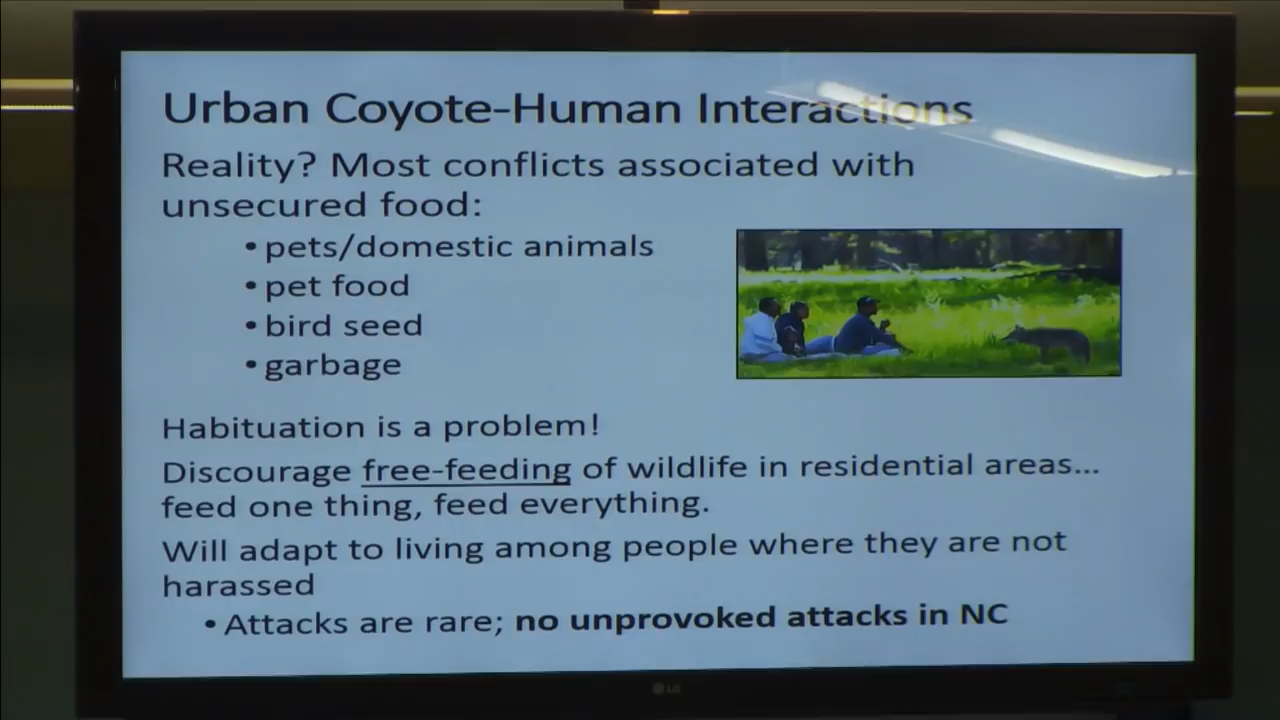 Urban Coyote-Human Interactions
Reality? Most conflicts associated with
unsecured food:
• pets/domestic animals
• pet food
• bird seed
• garbage
Habituation is a problem!
Discourage free-feeding of wildlife in residential areas...
feed one thing, feed everything.
Will adapt to living among people where they are not
harassed
• Attacks are rare; no unprovoked attacks in NC
LG